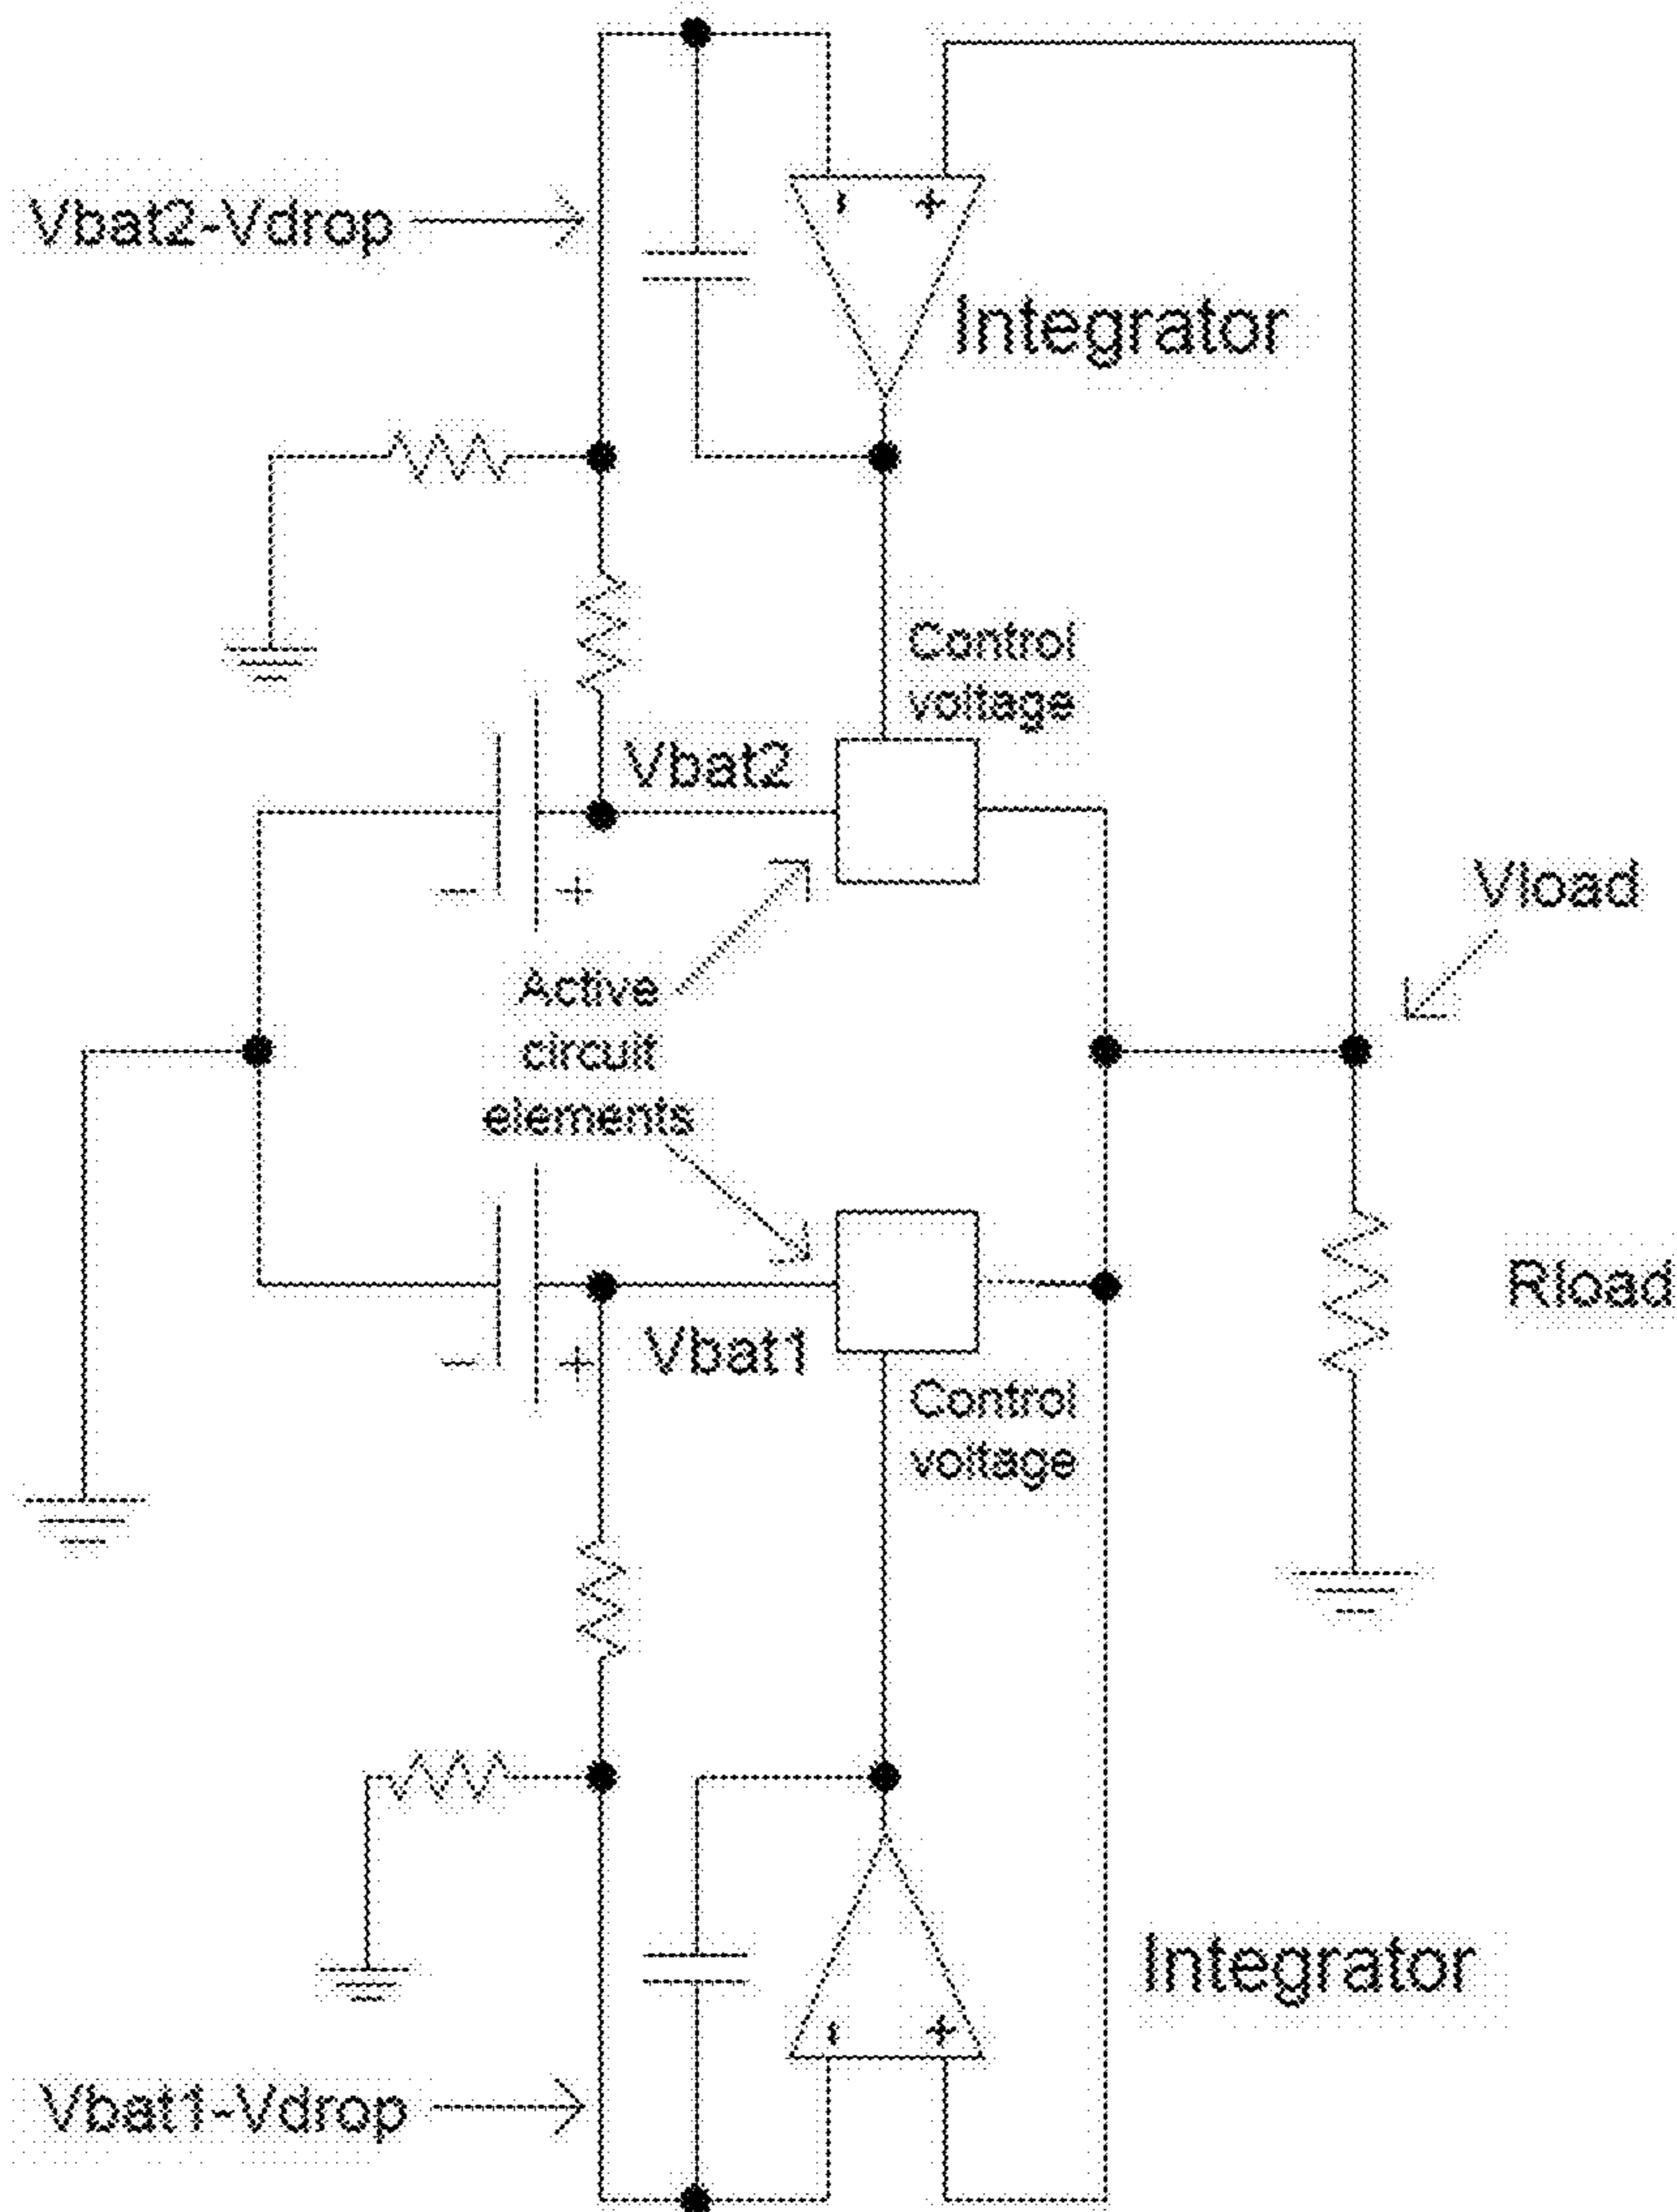 Vbat2-Vdrop
- +
Integrator
Control
voltage
Vbat2
- +
Vload
Active
circuit
elements
Rload
Vbat1
- +
Control
voltage
Integrator
- +
Vbat1-Vdrop